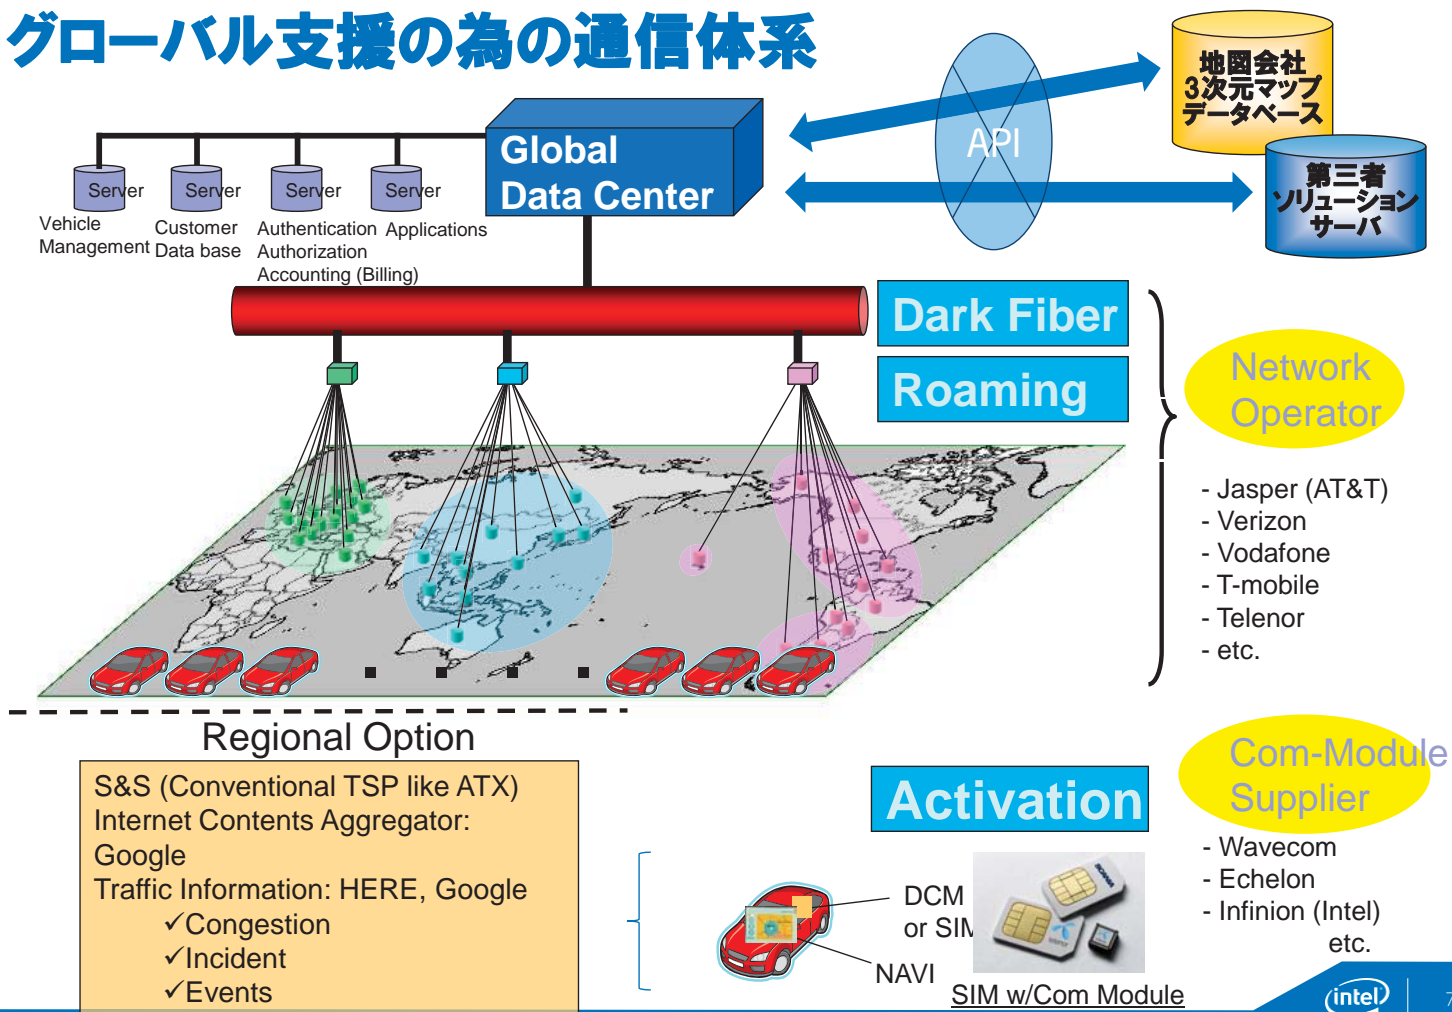 グローバル支援の為の通信体系
地図会社
3次元マップ
データベース
API
Global
Data Center
第三者
ソリューション
サーバ
Server
Server
Server
Server
Vehicle
Management
Customer
Data base
Authentication
Authorization
Accounting (Billing)
Applications
Dark Fiber
Roaming
Network
Operator
- Jasper (AT&T)
- Verizon
- Vodafone
- T-mobile
- Telenor
- etc.
Regional Option
S&S (Conventional TSP like ATX)
Internet Contents Aggregator:
Google
Traffic Information: HERE, Google
✓Congestion
✓Incident
✓Events
Activation
Com-Module
Supplier
- Wavecom
- Echelon
- Infinion (Intel)
etc.
DCM
or SIM
NAVI
SCANIA
telenor
SIM w/Com Module
intel
7